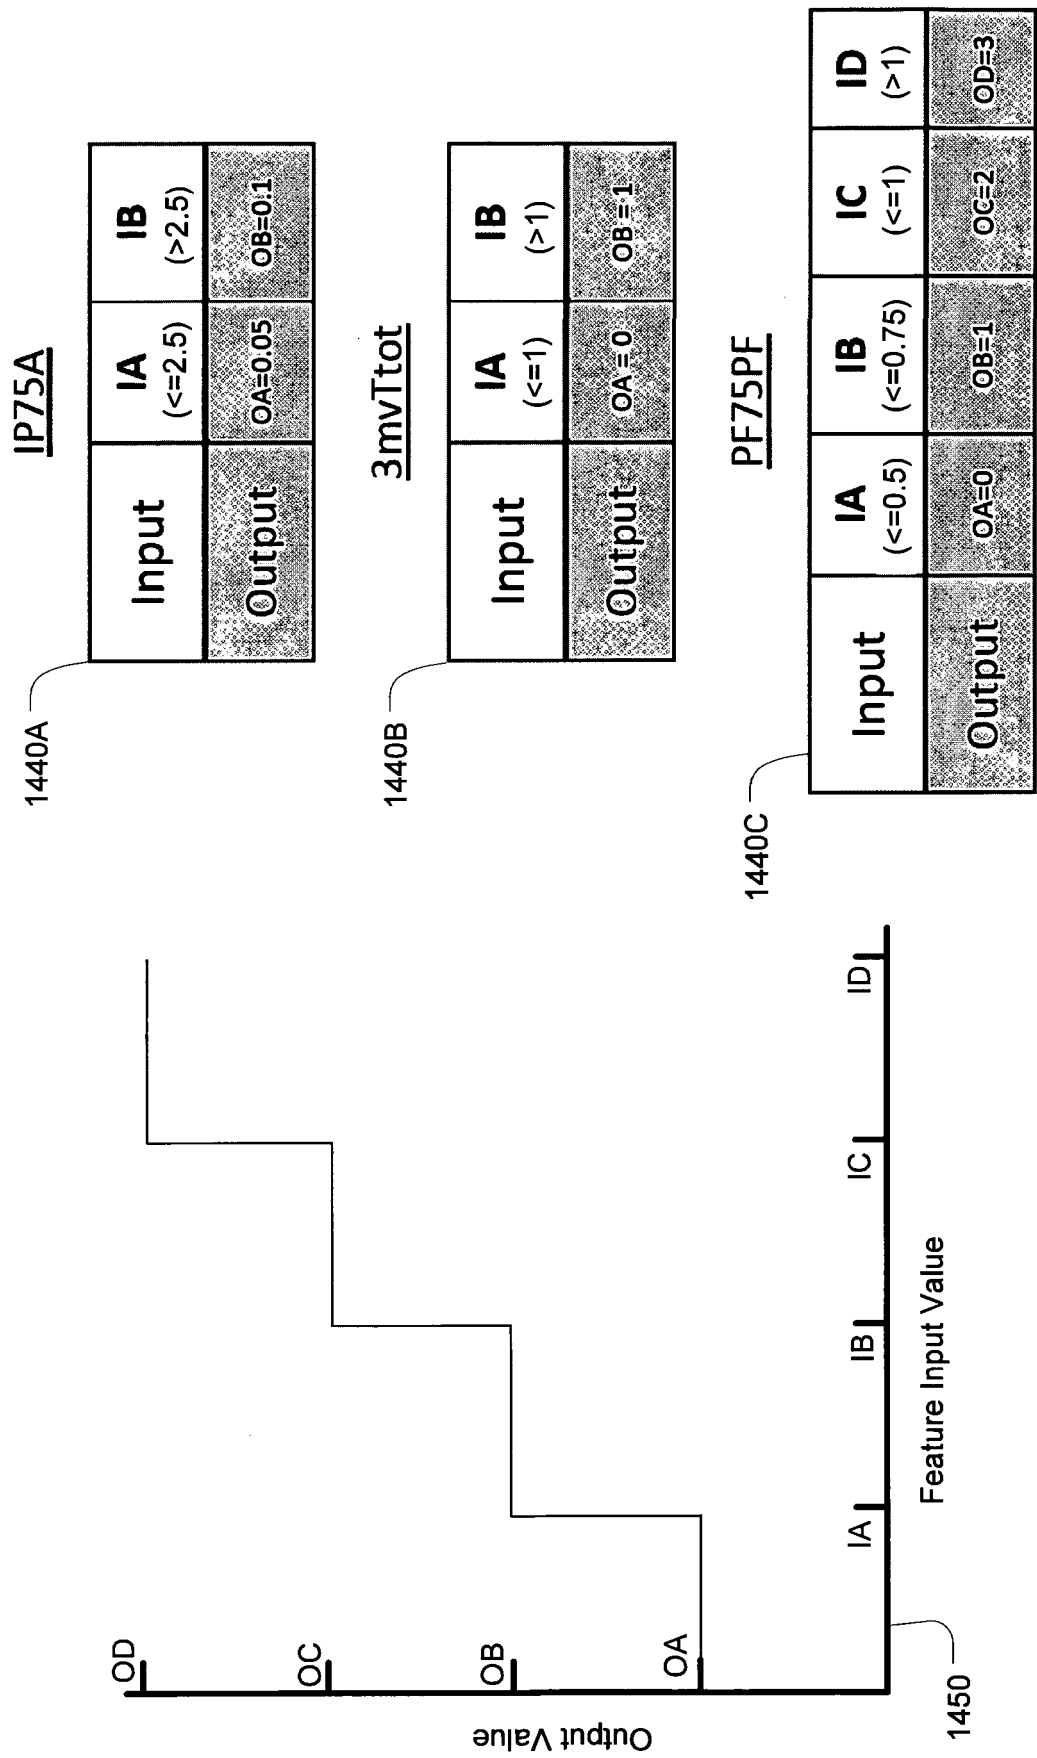 IP75A
1440A
Input IA (<=2.5) IB (>2.5)
Output OA=0.05 OB=0.1
3mvTtot
1440B
Input IA (<=1) IB (>1)
Output OA = 0 OB = 1
PF75PF
1440C
Input IA (<=0.5) IB (<=0.75) IC (<=1) ID (>1)
Output OA=0 OB=1 OC=2 OD=3
OD
OC
OB
OA
Output Value
IA IB IC ID
Feature Input Value
1450